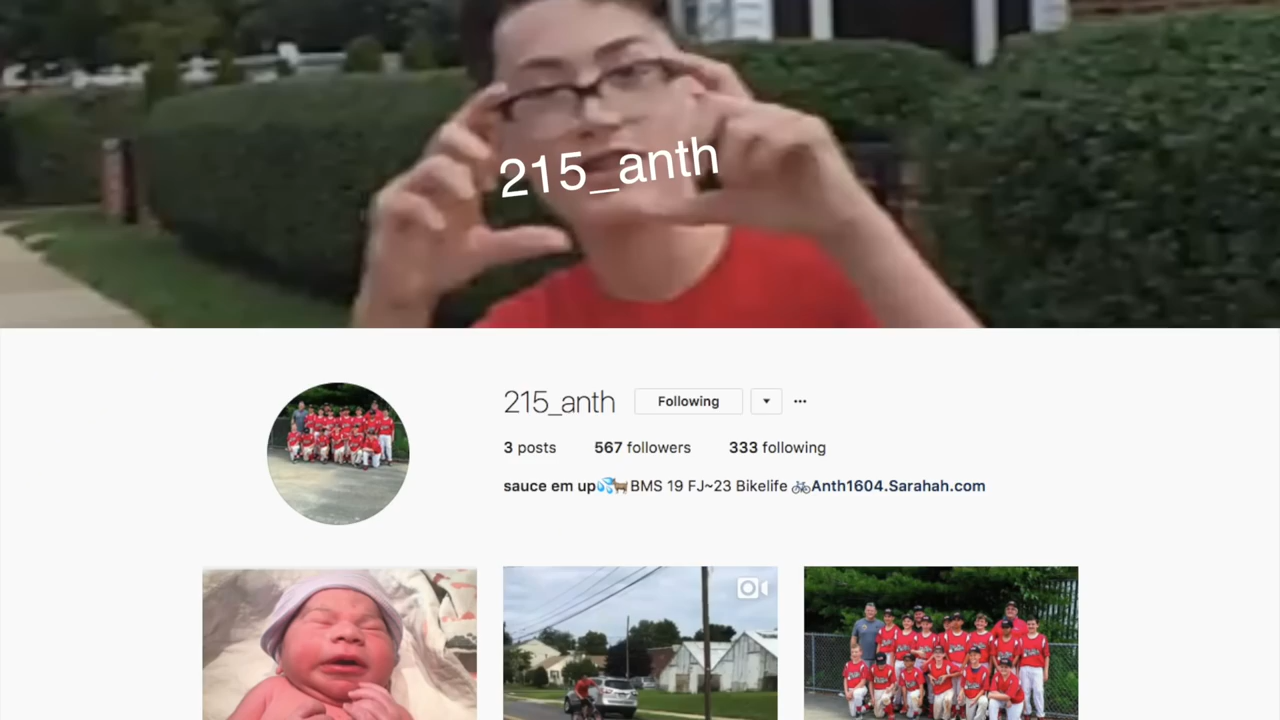 215_anth
215_anth Following
3 posts 567 followers 333 following
sauce em up💦🐐BMS 19 FJ~23 Bikelife 🚲Anth1604.Sarahah.com